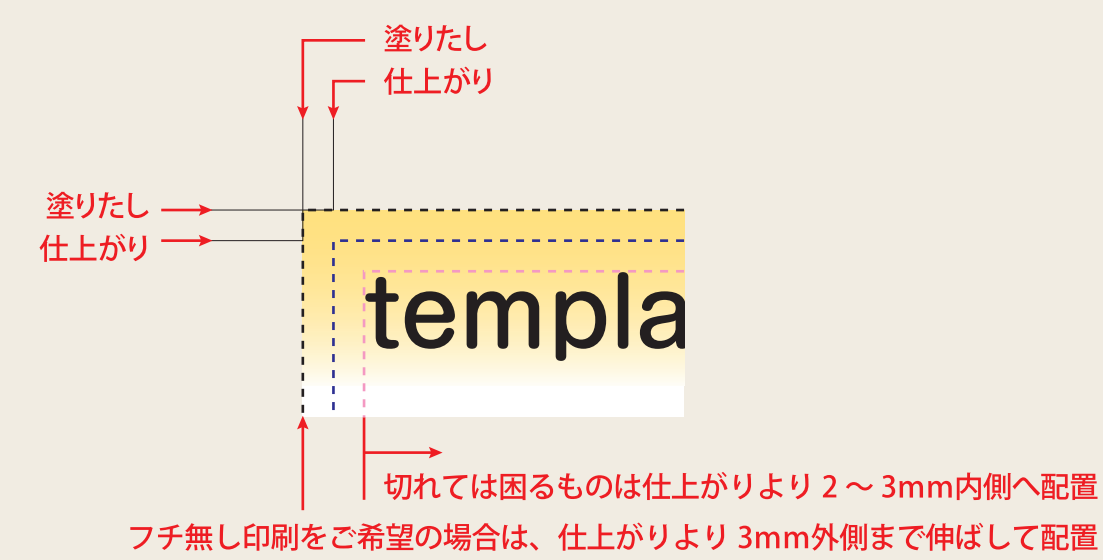 塗りたし
仕上がり
塗りたし
仕上がり
templa
切れては困るものは仕上がりより 2 ～ 3mm内側へ配置
フチ無し印刷をご希望の場合は、仕上がりより 3mm外側まで伸ばして配置